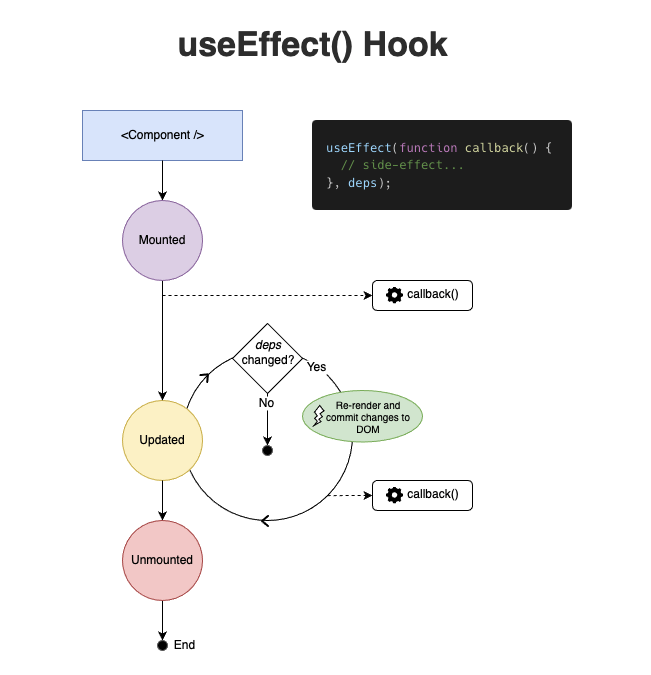 useEffect() Hook
<Component />
useEffect(function callback() {
// side-effect...
}, deps);
Mounted
callback()
deps
changed?
Yes
No
Re-render and
commit changes to
DOM
Updated
callback()
Unmounted
End